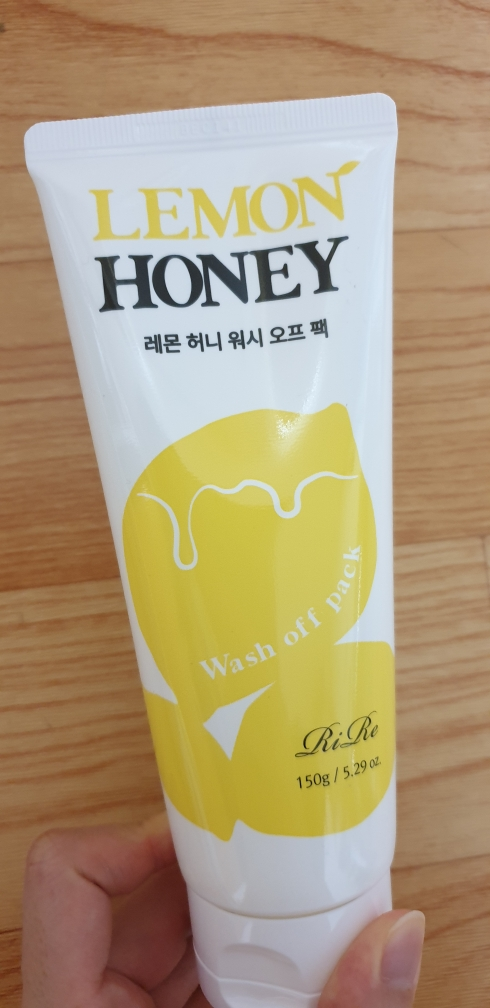 LEMON
HONEY
레몬 허니 워시 오프 팩
Wash off pack
RiRe
150g / 5.29 oz.